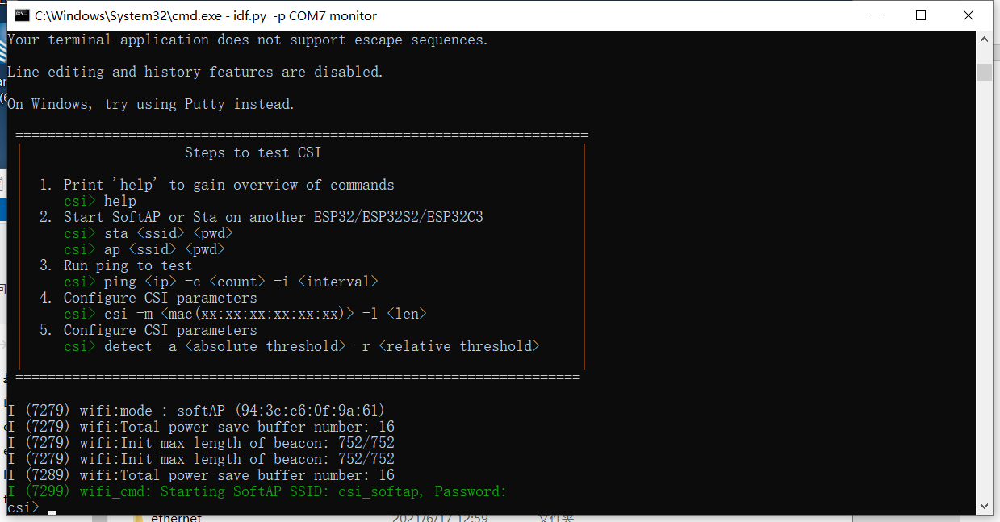 C:\Windows\System32\cmd.exe - idf.py -p COM7 monitor
Your terminal application does not support escape sequences.
Line editing and history features are disabled.
On Windows, try using Putty instead.
=======================================================================
Steps to test CSI
1. Print 'help' to gain overview of commands
csi> help
2. Start SoftAP or Sta on another ESP32/ESP32S2/ESP32C3
csi> sta <ssid> <pwd>
csi> ap <ssid> <pwd>
3. Run ping to test
csi> ping <ip> -c <count> -i <interval>
4. Configure CSI parameters
csi> csi -m <mac(xx:xx:xx:xx:xx:xx)> -l <len>
5. Configure CSI parameters
csi> detect -a <absolute_threshold> -r <relative_threshold>
======================================================================
I (7279) wifi:mode : softAP (94:3c:c6:0f:9a:61)
I (7279) wifi:Total power save buffer number: 16
I (7279) wifi:Init max length of beacon: 752/752
I (7279) wifi:Init max length of beacon: 752/752
I (7289) wifi:Total power save buffer number: 16
I (7299) wifi_cmd: Starting SoftAP SSID: csi_softap, Password:
csi>
ethernet 2021/6/17 12:59 文件夹